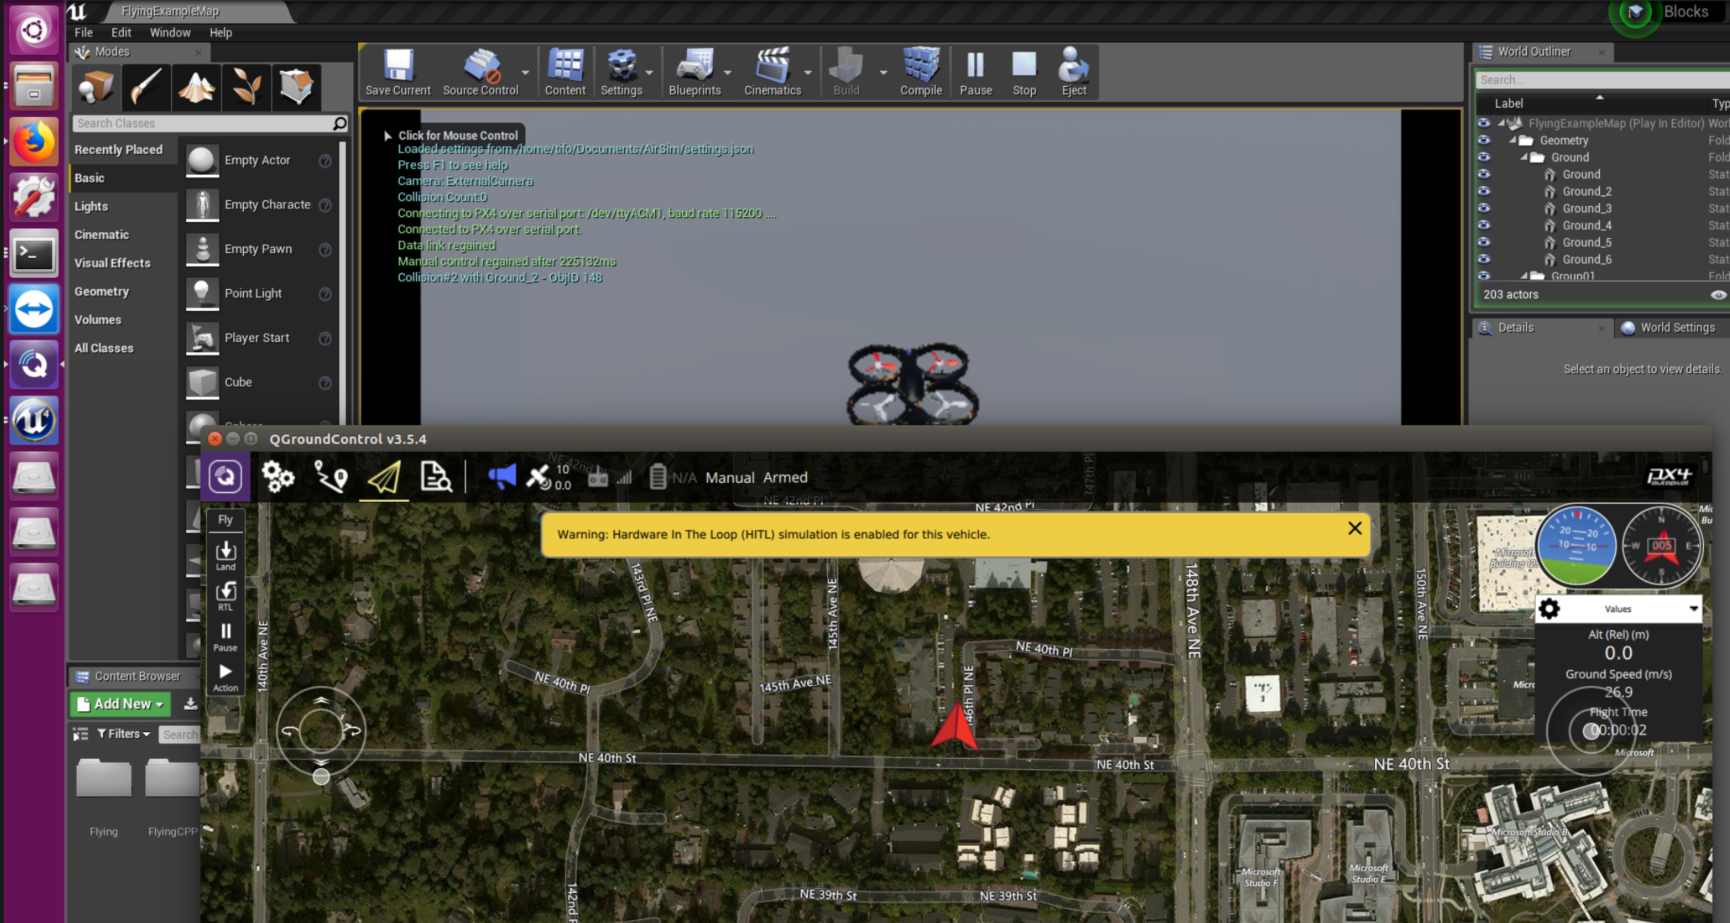 FlyingExampleMap
Blocks
File Edit Window Help
Modes
Search Classes
Recently Placed
Basic
Lights
Cinematic
Visual Effects
Geometry
Volumes
All Classes
Empty Actor
Empty Characte
Empty Pawn
Point Light
Player Start
Cube
Save Current
Source Control
Content
Settings
Blueprints
Cinematics
Build
Compile
Pause
Stop
Eject
Click for Mouse Control
Loaded settings from /home/tifo/Documents/AirSim/settings.json
Press F1 to see help
Camera: ExternalCamera
Collision Count:0
Connecting to PX4 over serial port: /dev/ttyACM1, baud rate 115200 ....
Connected to PX4 over serial port.
Data link regained
Manual control regained after 225132ms
Collision#2 with Ground_2 - ObjID 148
World Outliner
Search...
Label Typ
FlyingExampleMap (Play In Editor) Worl
Geometry Fold
Ground Fold
Ground Stat
Ground_2 Stat
Ground_3 Stat
Ground_4 Stat
Ground_5 Stat
Ground_6 Stat
Group01 Fold
203 actors
Details
World Settings
Select an object to view details.
Content Browser
Add New
Filters
Search
Flying
FlyingCPP
QGroundControl v3.5.4
10
0.0
N/A Manual Armed
PX4
autopilot
Fly
Land
RTL
Pause
Action
Warning: Hardware In The Loop (HITL) simulation is enabled for this vehicle.
NE 42nd Pl
NE 42nd Pl
147th Pl
143rd Pl NE
145th Ave NE
148th Ave NE
150th Ave NE
140th Ave NE
NE 40th Pl
145th Ave NE
NE 40th Pl
146th Pl NE
NE 40th St
NE 40th St
NE 40th St
142nd P
NE 39th St
NE 39th St
Microsoft
Microsoft Studio B
Microsoft
Studio F
Microsoft
Studio E
20 20
10 10
N
W 005 E
S
Values
Alt (Rel) (m)
0.0
Ground Speed (m/s)
26.9
Flight Time
00:00:02